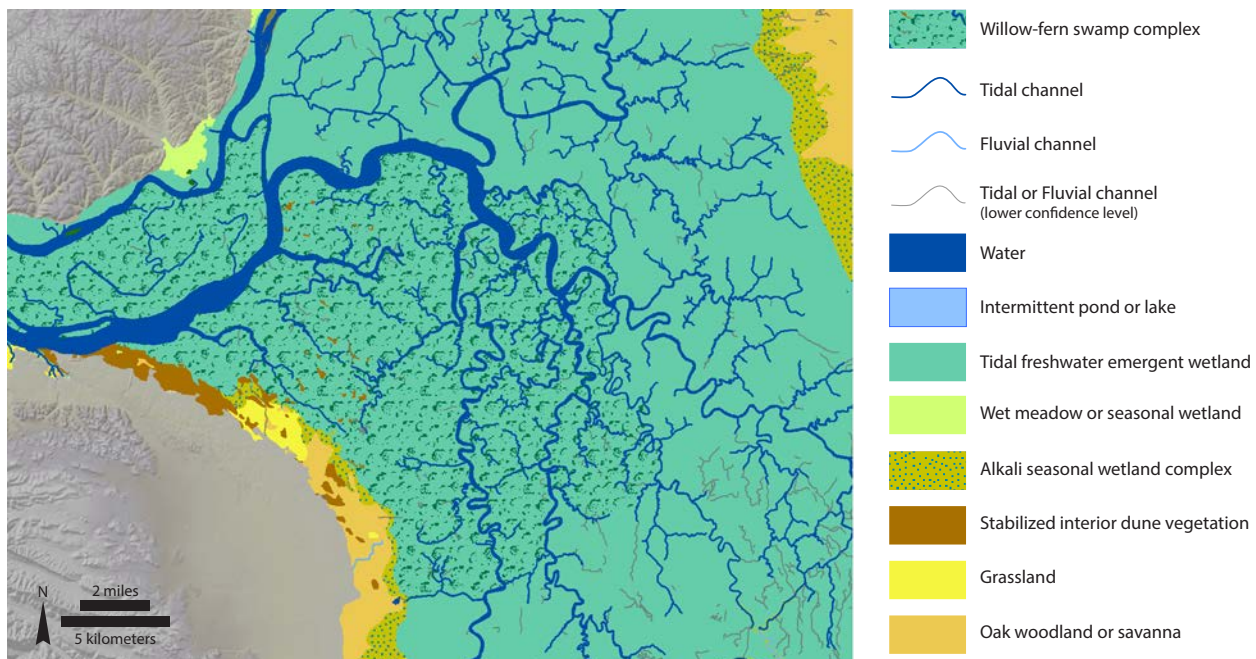 Willow-fern swamp complex
Tidal channel
Fluvial channel
Tidal or Fluvial channel
(lower confidence level)
Water
Intermittent pond or lake
Tidal freshwater emergent wetland
Wet meadow or seasonal wetland
Alkali seasonal wetland complex
Stabilized interior dune vegetation
Grassland
Oak woodland or savanna
N
2 miles
5 kilometers